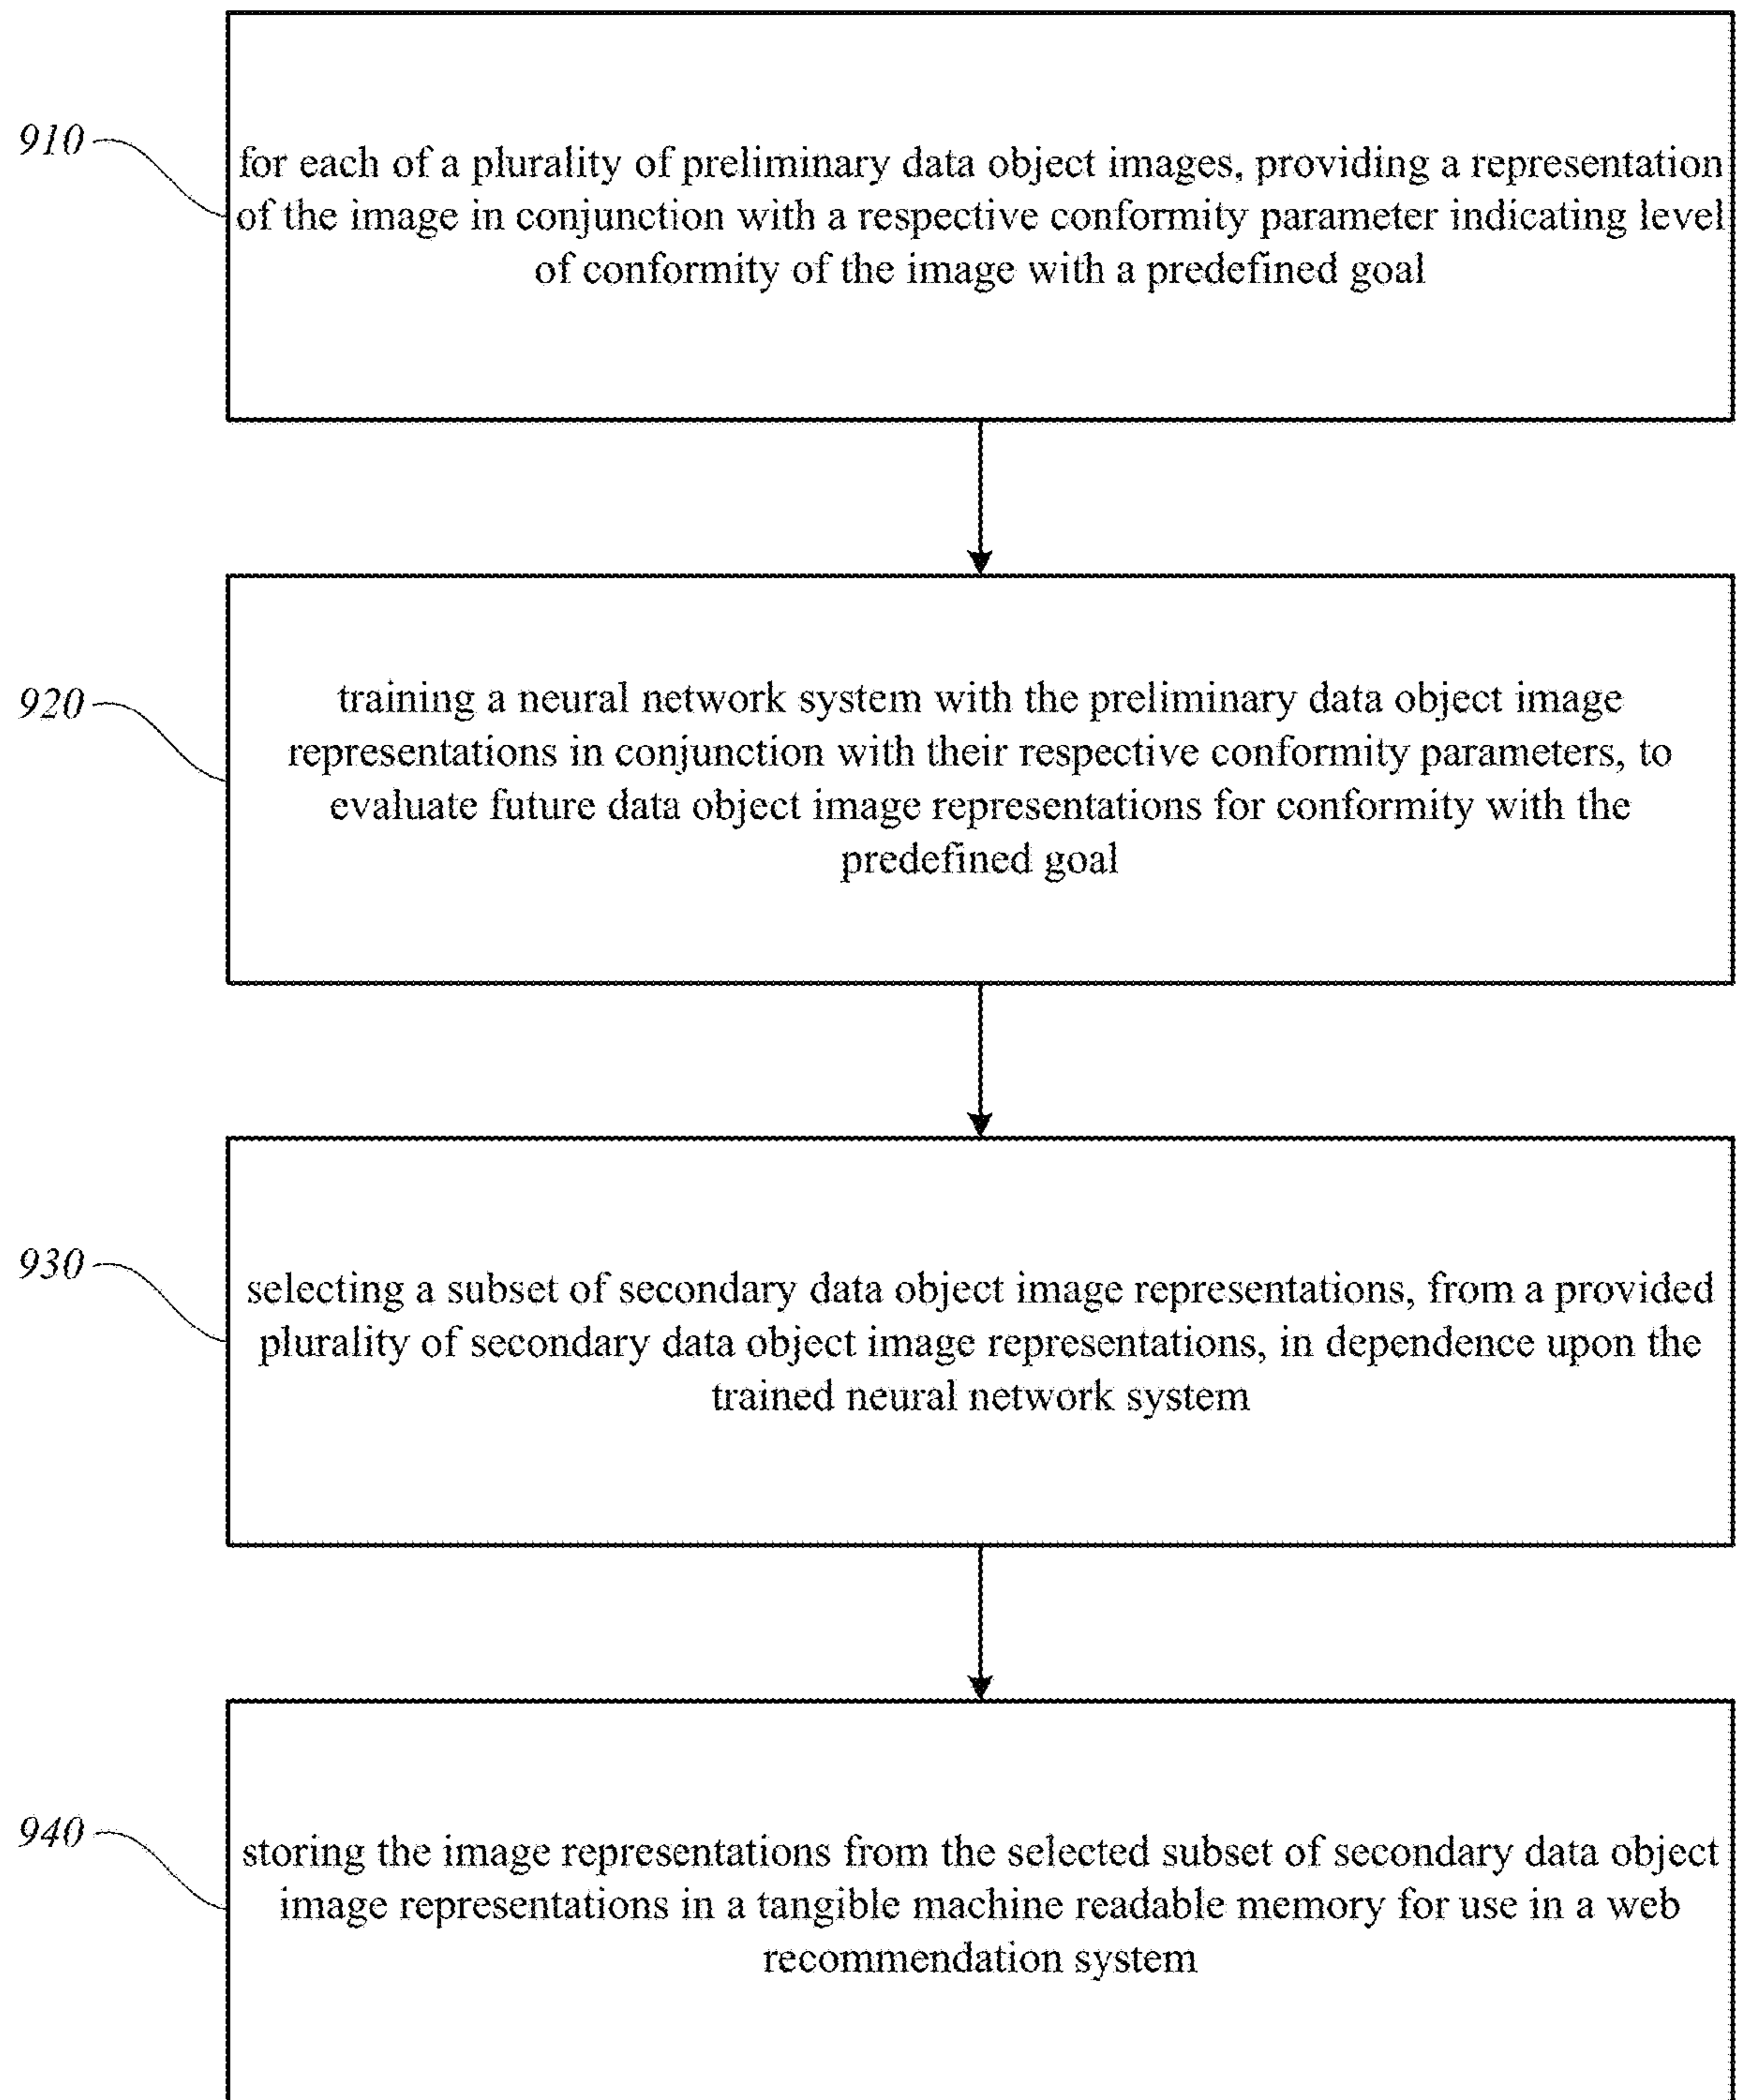 910
for each of a plurality of preliminary data object images, providing a representation
of the image in conjunction with a respective conformity parameter indicating level
of conformity of the image with a predefined goal
920
training a neural network system with the preliminary data object image
representations in conjunction with their respective conformity parameters, to
evaluate future data object image representations for conformity with the
predefined goal
930
selecting a subset of secondary data object image representations, from a provided
plurality of secondary data object image representations, in dependence upon the
trained neural network system
940
storing the image representations from the selected subset of secondary data object
image representations in a tangible machine readable memory for use in a web
recommendation system